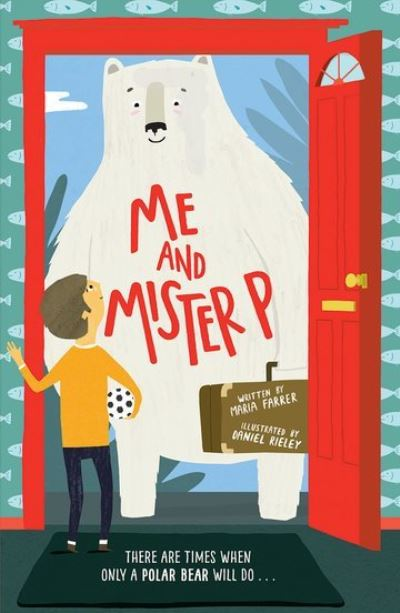 ME
AND
MISTER P
WRITTEN BY
MARIA FARRER
ILLUSTRATED BY
DANIEL RIELEY
THERE ARE TIMES WHEN
ONLY A POLAR BEAR WILL DO . . .